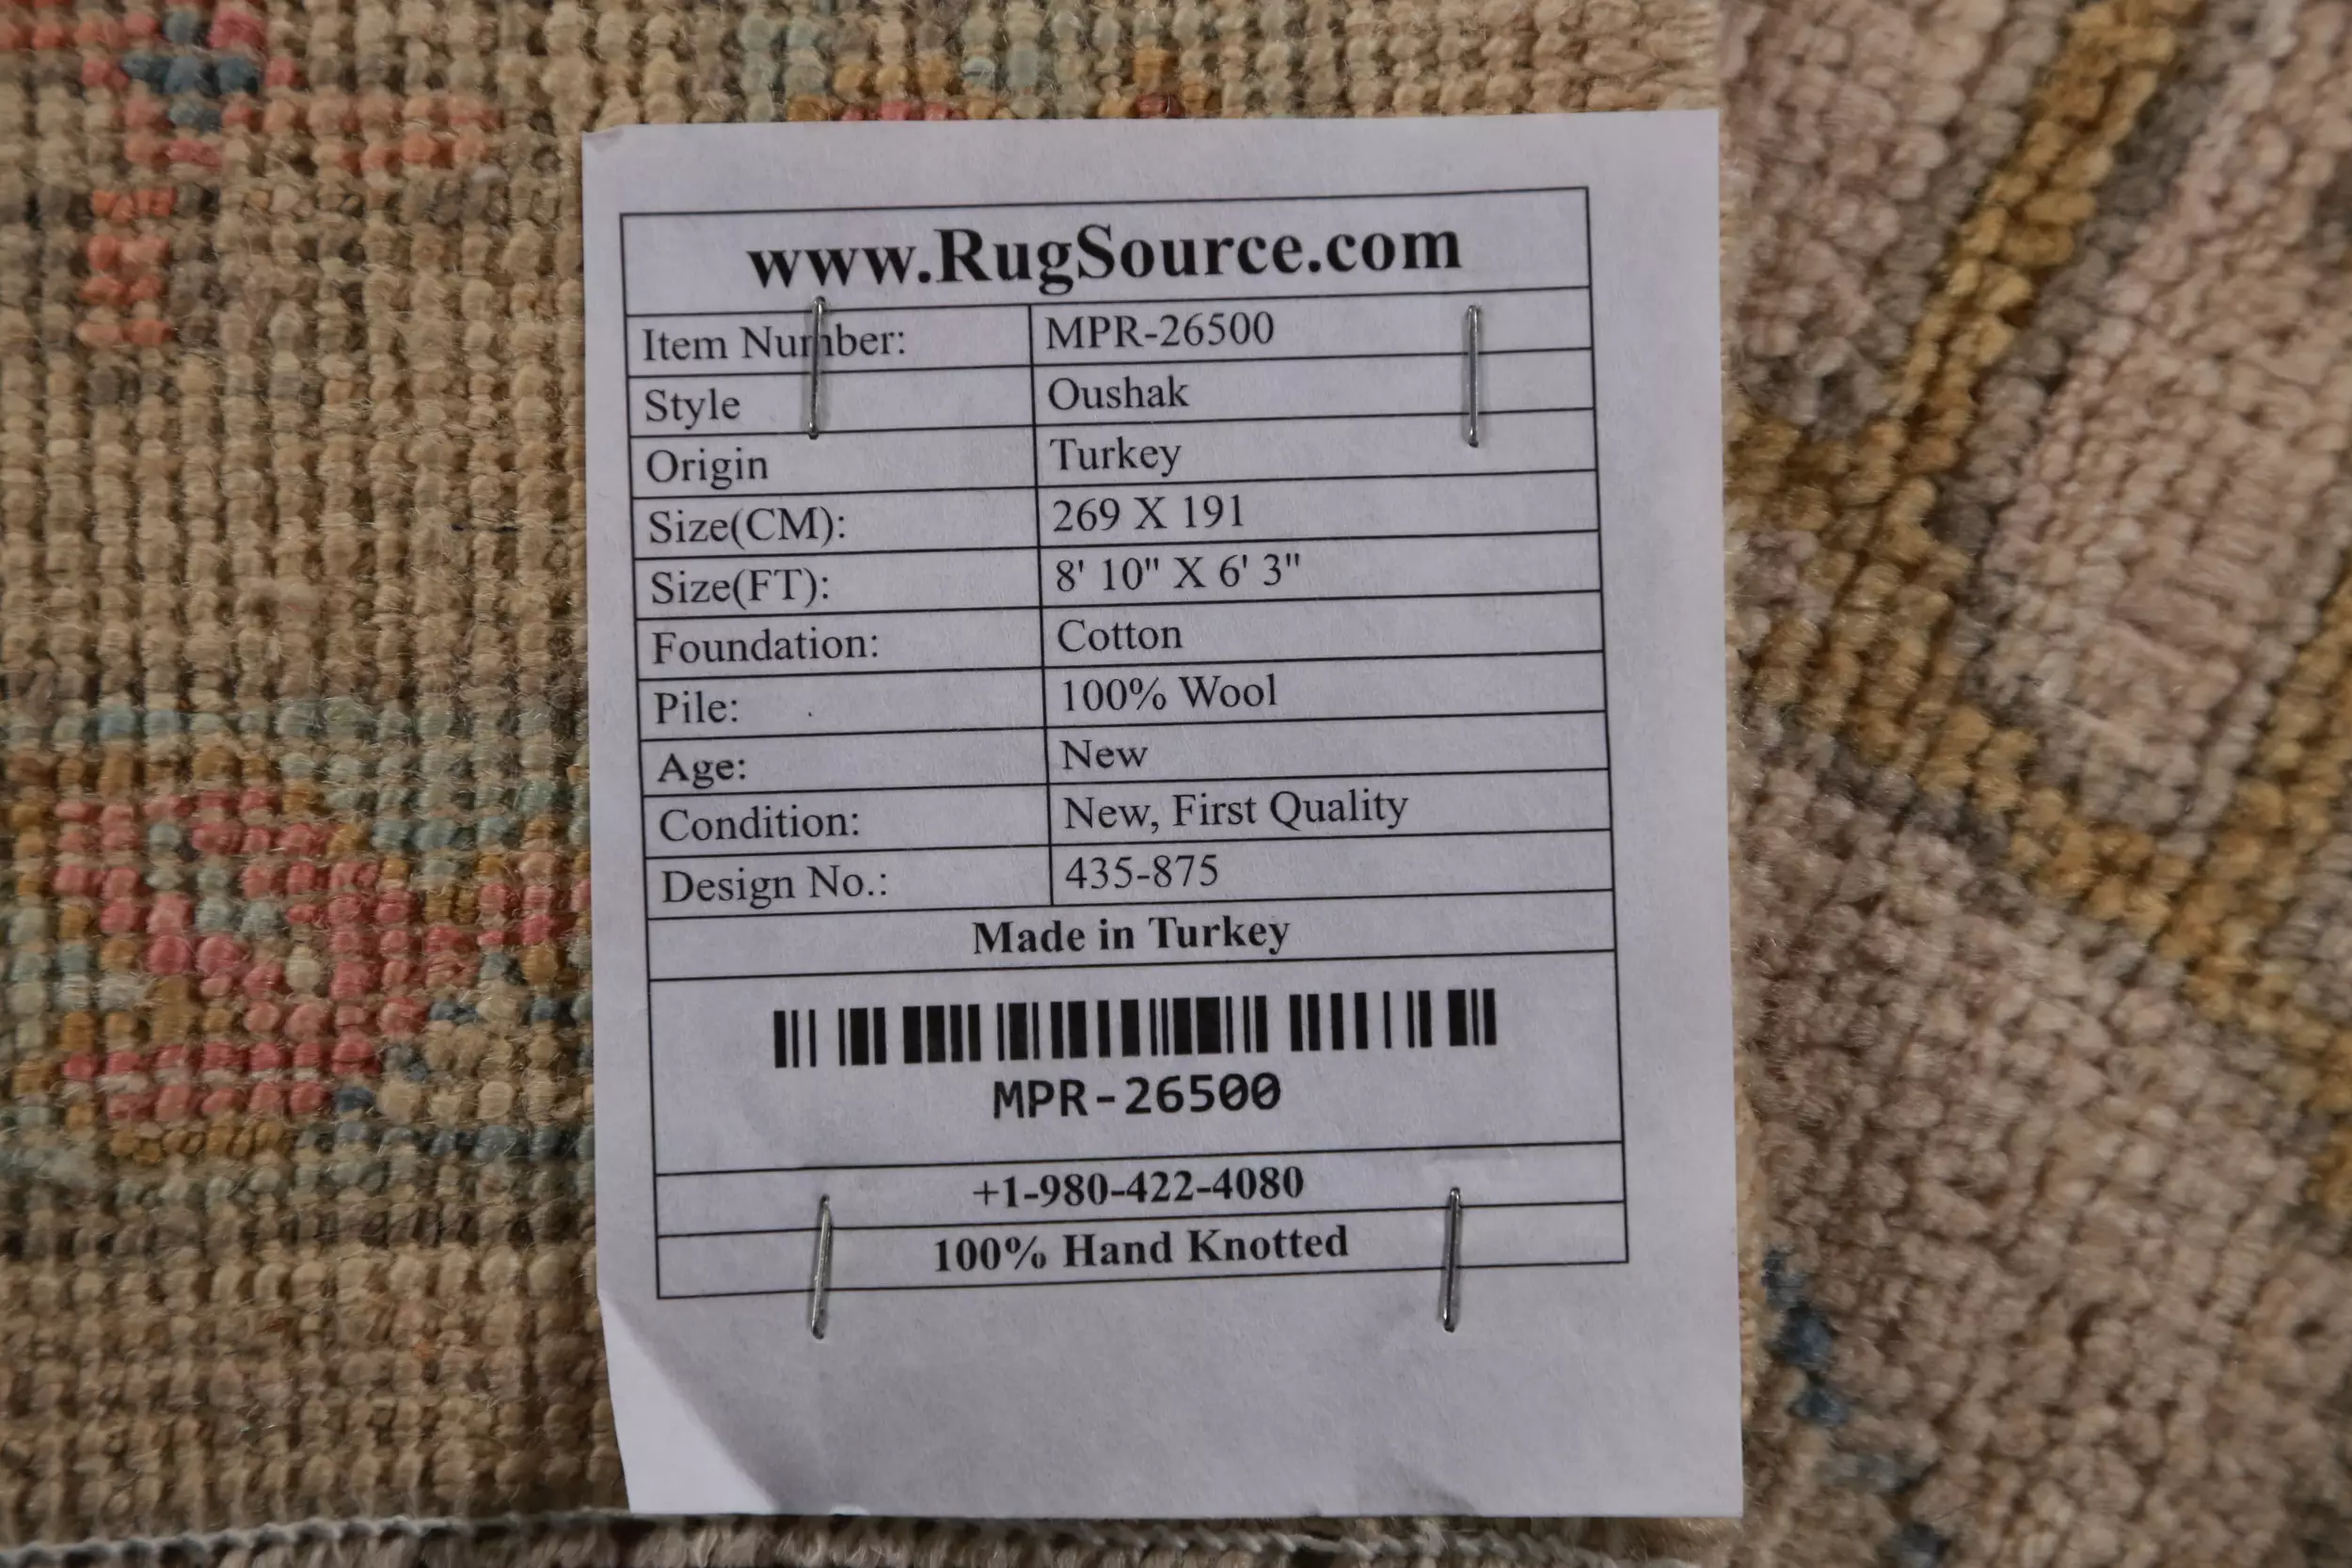 www.RugSource.com
Item Number: MPR-26500
Style Oushak
Origin Turkey
Size(CM): 269 X 191
Size(FT): 8' 10" X 6' 3"
Foundation: Cotton
Pile: 100% Wool
Age: New
Condition: New, First Quality
Design No.: 435-875
Made in Turkey
MPR-26500
+1-980-422-4080
100% Hand Knotted